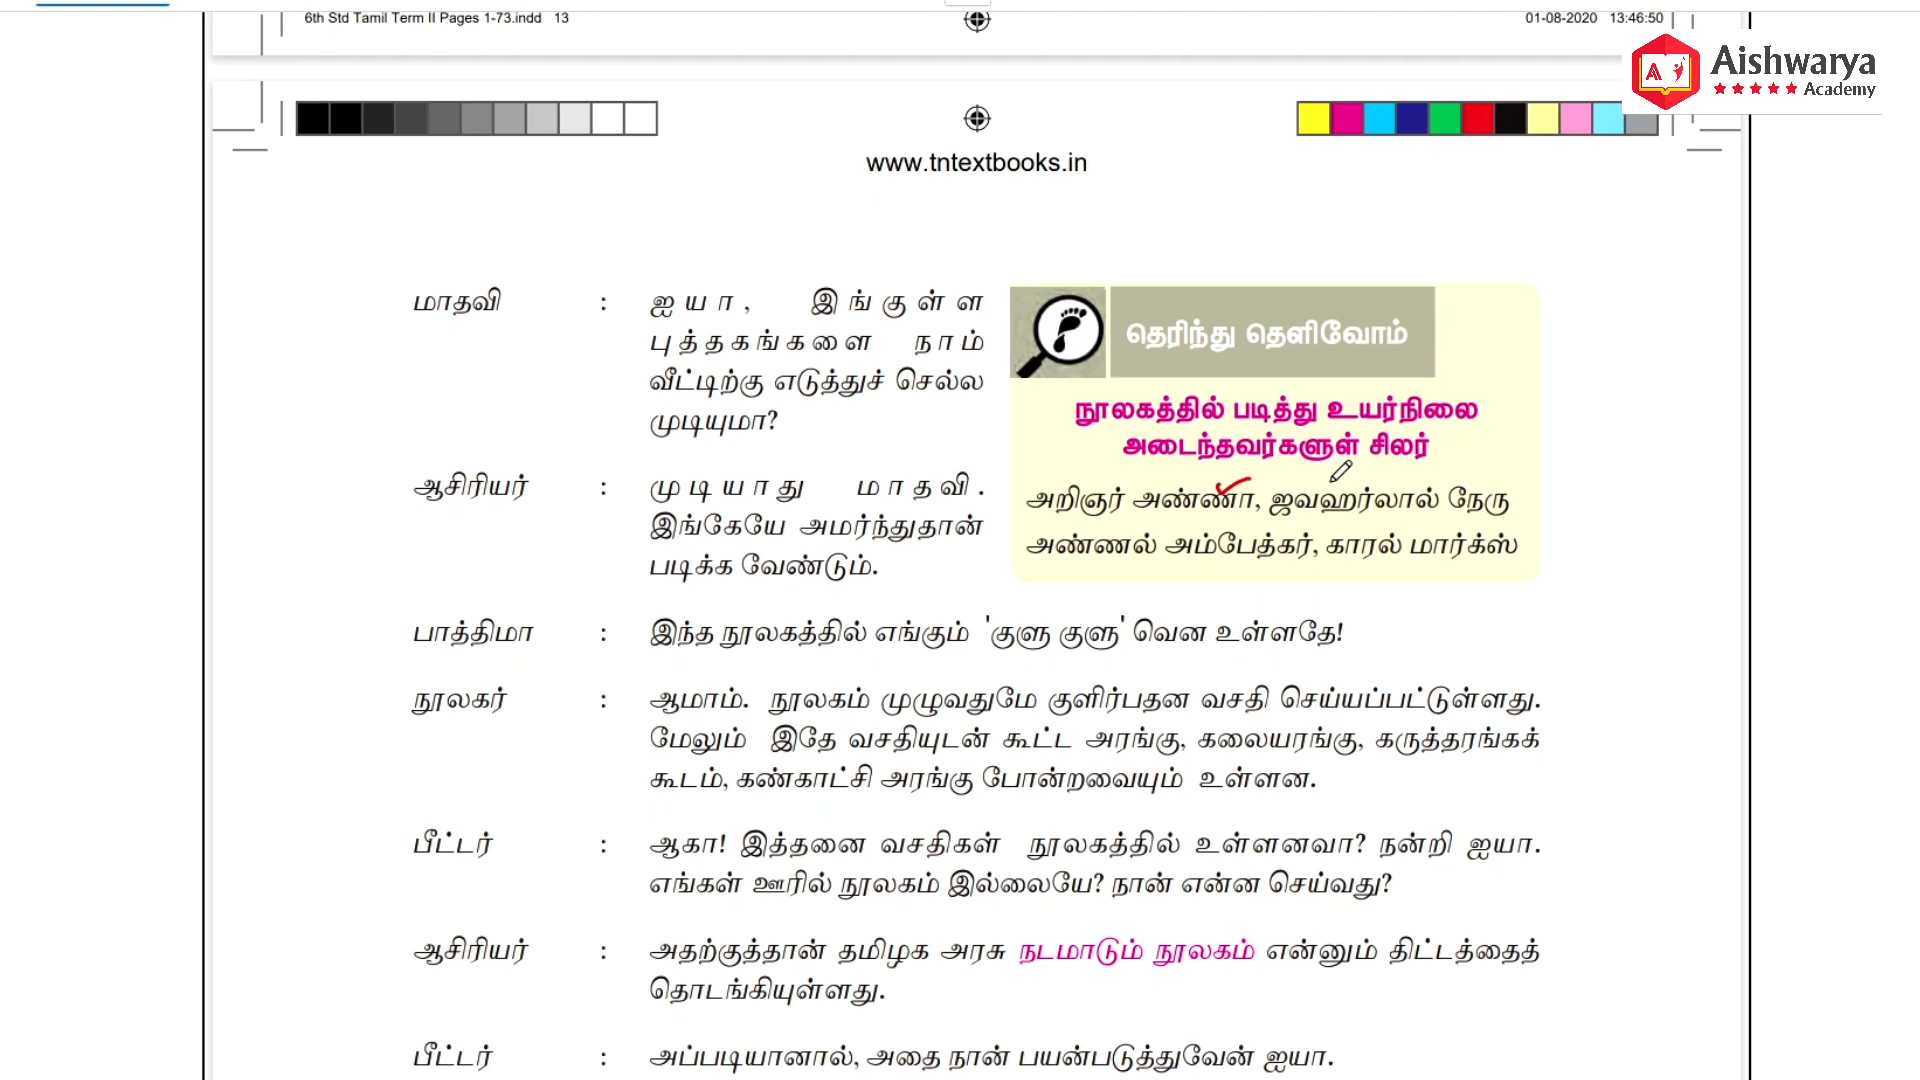 6th Std Tamil Term II Pages 1-73.indd 13
01-08-2020 13:46:50
Aishwarya
Academy
www.tntextbooks.in
மாதவி : ஐயா, இங்குள்ள
புத்தகங்களை நாம்
வீட்டிற்கு எடுத்துச் செல்ல
முடியுமா?
ஆசிரியர் : முடியாது மாதவி.
இங்கேயே அமர்ந்துதான்
படிக்க வேண்டும்.
தெரிந்து தெளிவோம்
நூலகத்தில் படித்து உயர்நிலை
அடைந்தவர்களுள் சிலர்
அறிஞர் அண்ணா, ஜவஹர்லால் நேரு
அண்ணல் அம்பேத்கர், காரல் மார்க்ஸ்
பாத்திமா : இந்த நூலகத்தில் எங்கும் 'குளு குளு' வென உள்ளதே!
நூலகர் : ஆமாம். நூலகம் முழுவதுமே குளிர்பதன வசதி செய்யப்பட்டுள்ளது.
மேலும் இதே வசதியுடன் கூட்ட அரங்கு, கலையரங்கு, கருத்தரங்கக்
கூடம், கண்காட்சி அரங்கு போன்றவையும் உள்ளன.
பீட்டர் : ஆகா! இத்தனை வசதிகள் நூலகத்தில் உள்ளனவா? நன்றி ஐயா.
எங்கள் ஊரில் நூலகம் இல்லையே? நான் என்ன செய்வது?
ஆசிரியர் : அதற்குத்தான் தமிழக அரசு நடமாடும் நூலகம் என்னும் திட்டத்தைத்
தொடங்கியுள்ளது.
பீட்டர் : அப்படியானால், அதை நான் பயன்படுத்துவேன் ஐயா.